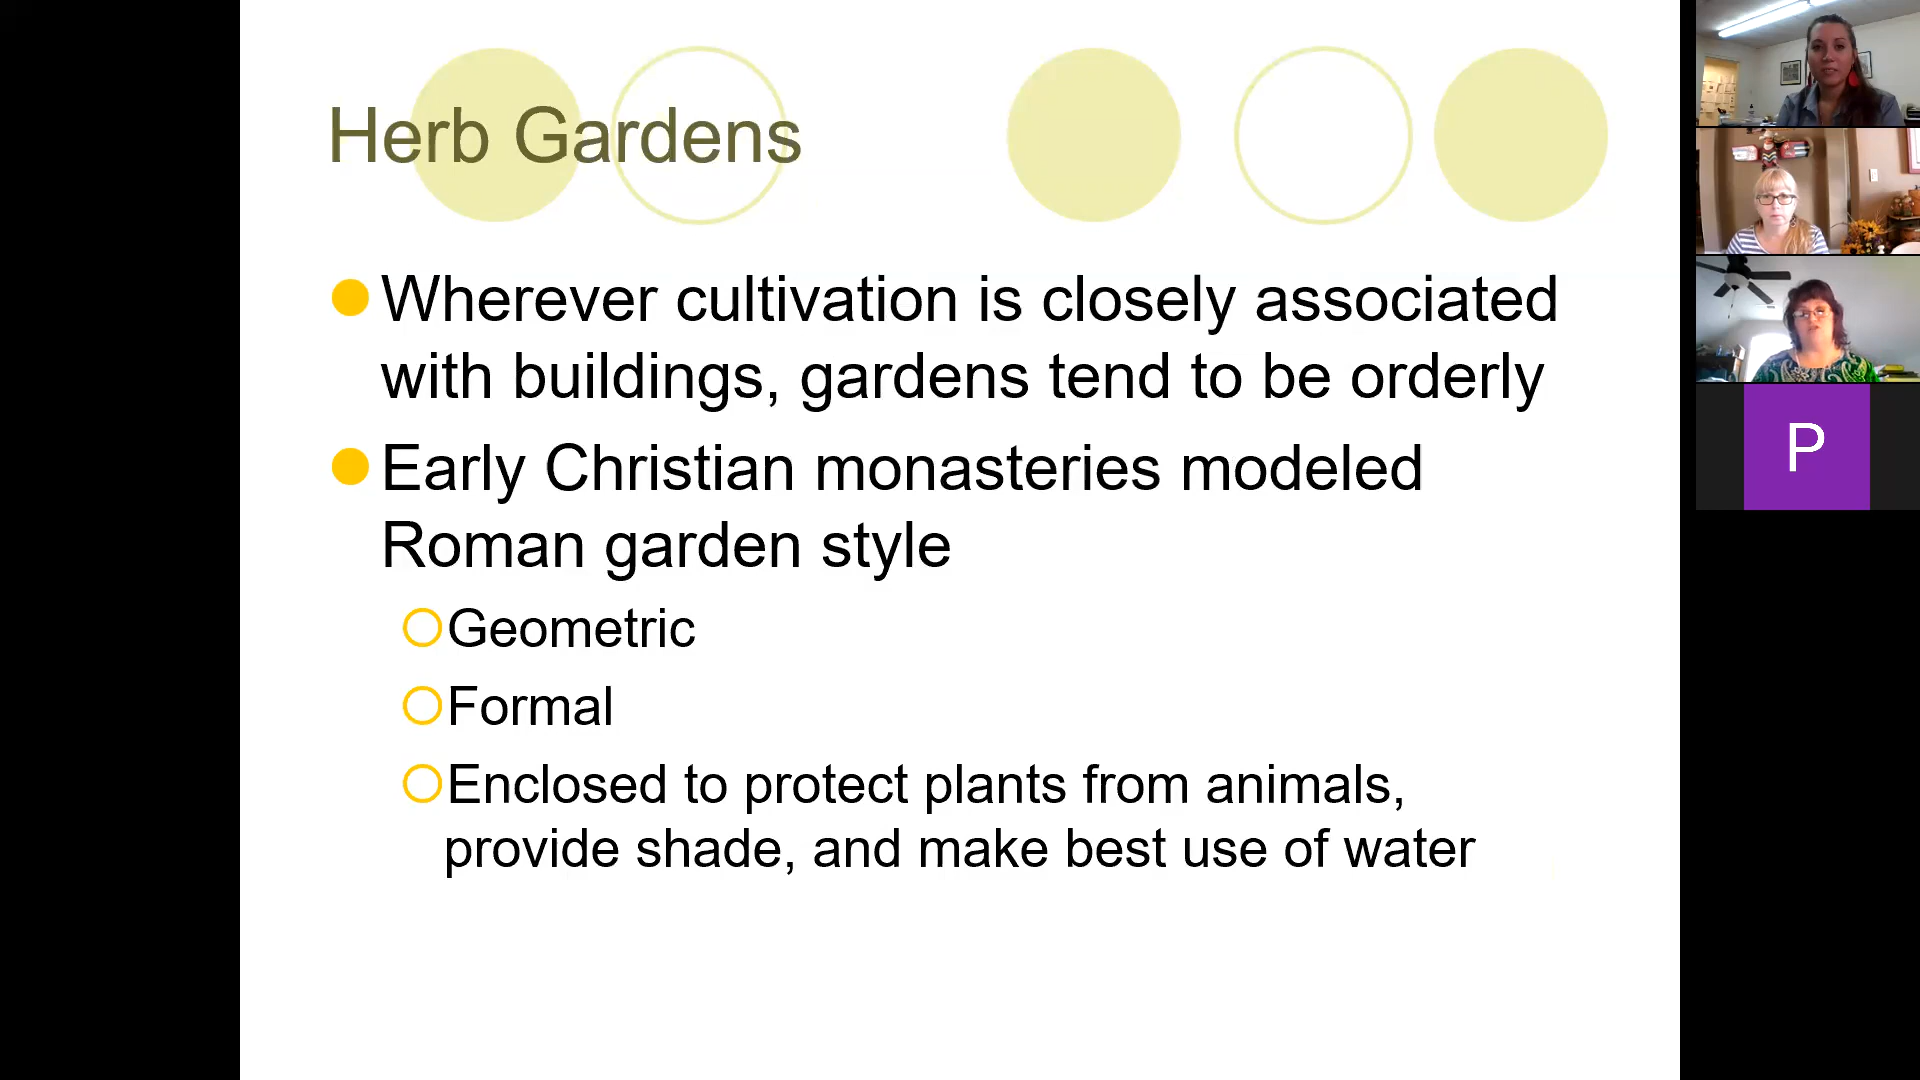 Herb Gardens
Wherever cultivation is closely associated
with buildings, gardens tend to be orderly
Early Christian monasteries modeled
Roman garden style
Geometric
Formal
Enclosed to protect plants from animals,
provide shade, and make best use of water
P